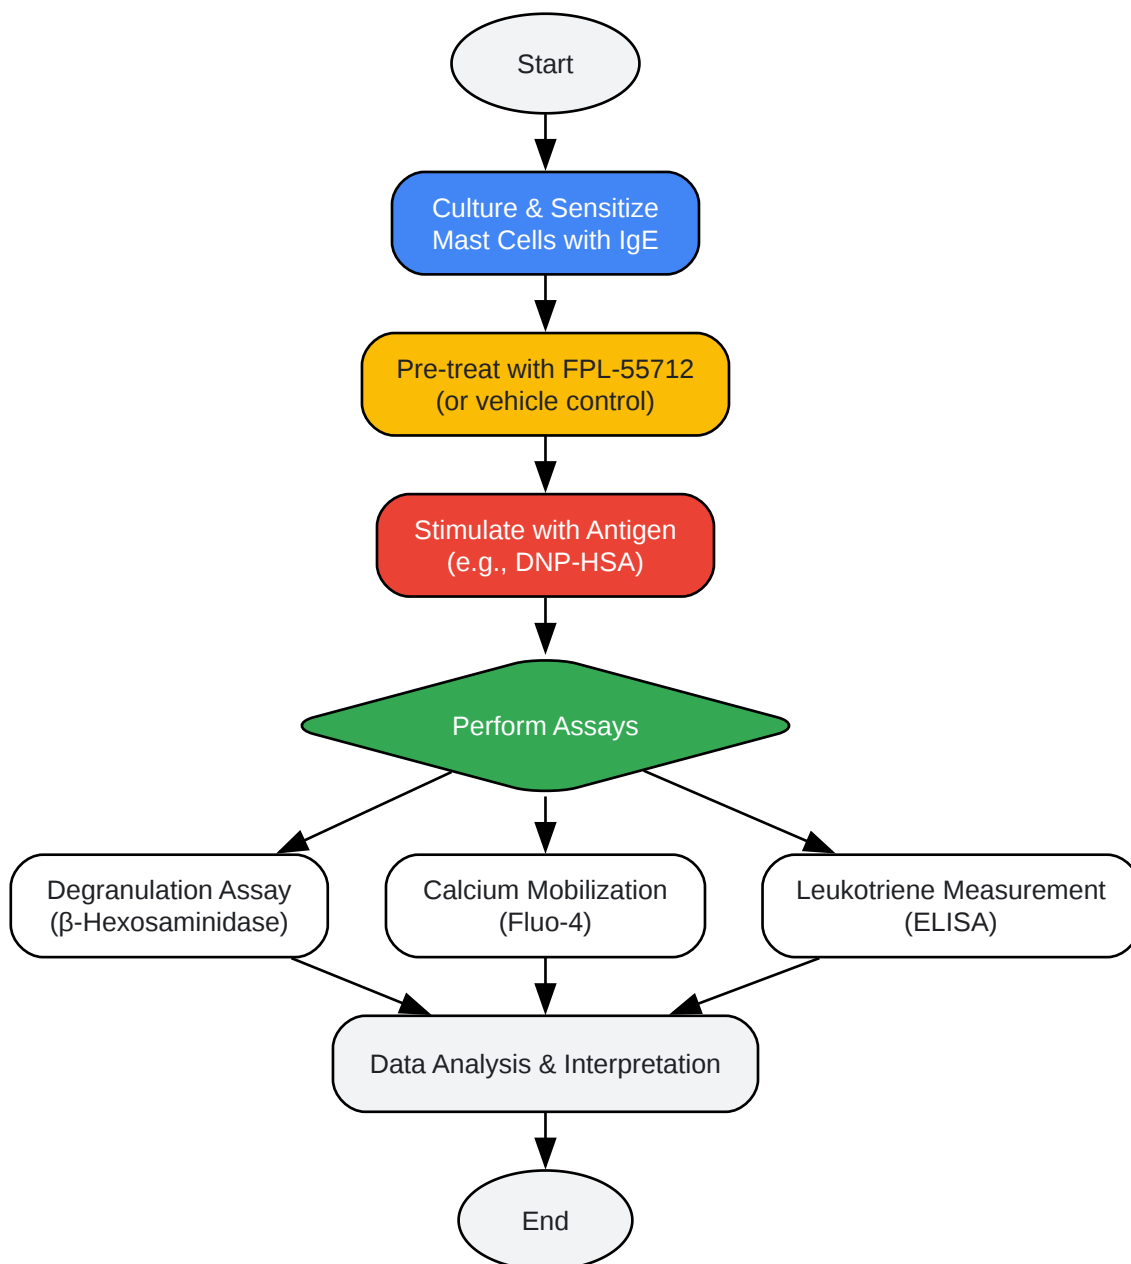 Start
Culture & Sensitize
Mast Cells with IgE
Pre-treat with FPL-55712
(or vehicle control)
Stimulate with Antigen
(e.g., DNP-HSA)
Perform Assays
Degranulation Assay
(β-Hexosaminidase)
Calcium Mobilization
(Fluo-4)
Leukotriene Measurement
(ELISA)
Data Analysis & Interpretation
End